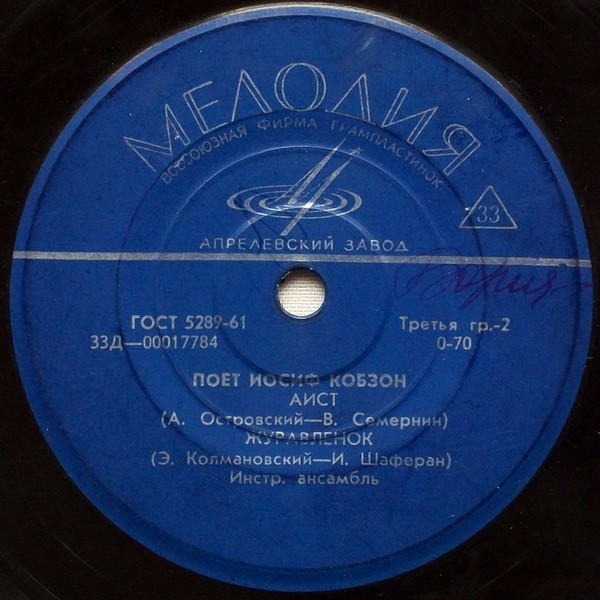 МЕЛОДИЯ
ВСЕСОЮЗНАЯ ФИРМА ГРАМПЛАСТИНОК
33
АПРЕЛЕВСКИЙ ЗАВОД
ГОСТ 5289-61
Третья гр.-2
33Д—00017784
0-70
ПОЕТ ИОСИФ КОБЗОН
АИСТ
(А. Островский—В. Семернин)
ЖУРАВЛЕНОК
(Э. Колмановский—И. Шаферан)
Инстр. ансамбль